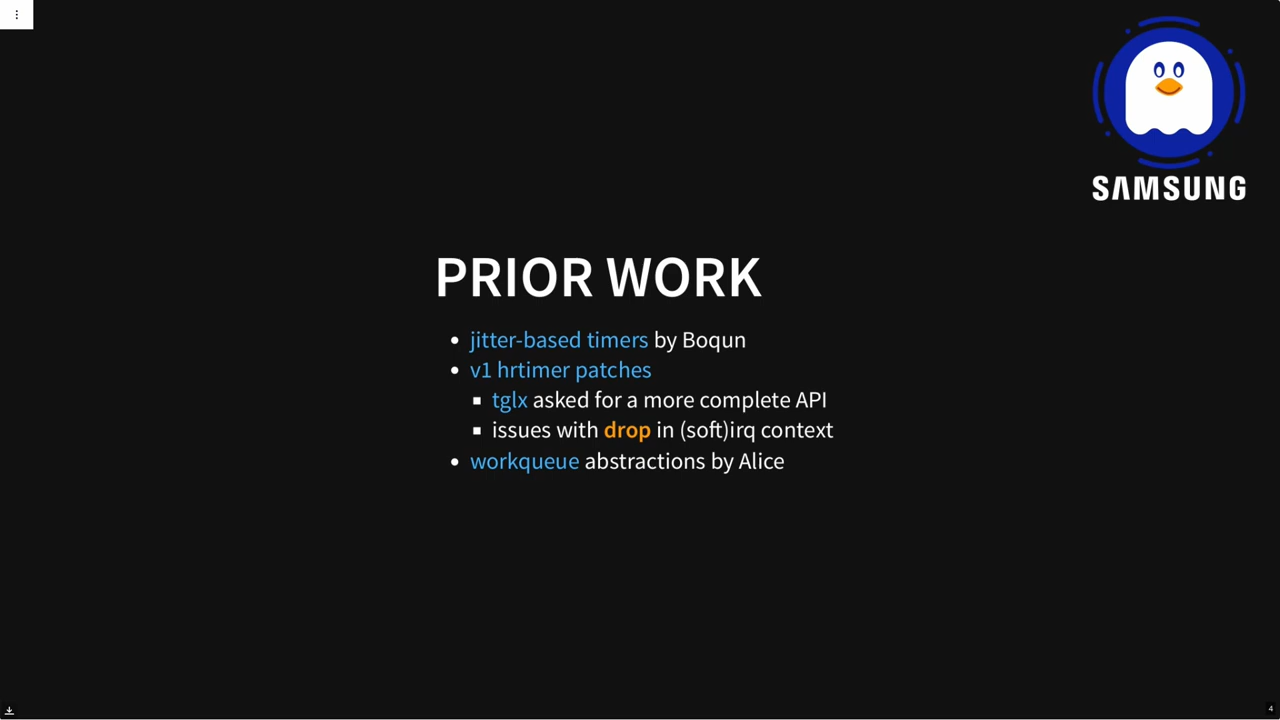 SAMSUNG
PRIOR WORK
jitter-based timers by Boqun
v1 hrtimer patches
tglx asked for a more complete API
issues with drop in (soft)irq context
workqueue abstractions by Alice
4